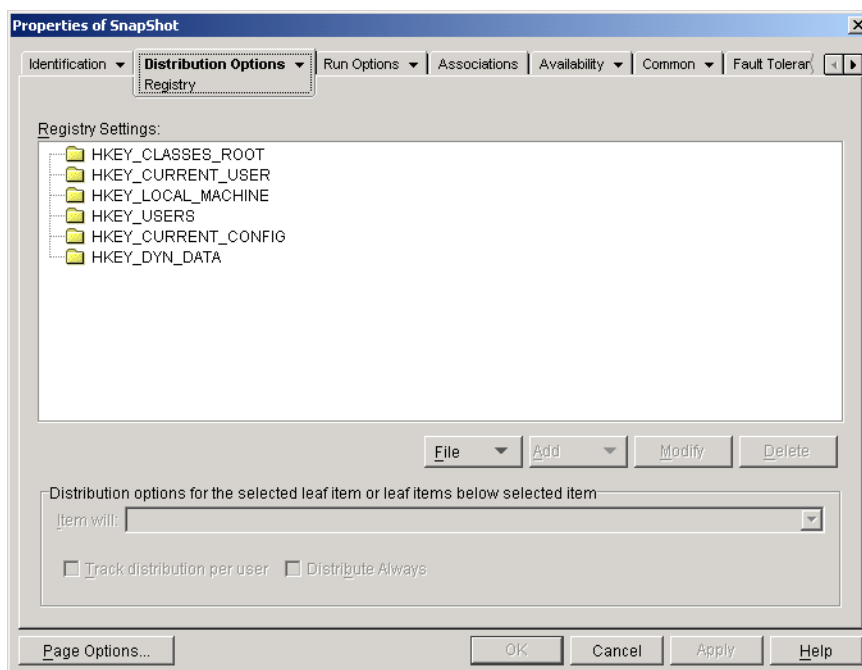 Properties of SnapShot
Identification Distribution Options Run Options Associations Availability Common Fault Toleran
Registry
Registry Settings:
HKEY_CLASSES_ROOT
HKEY_CURRENT_USER
HKEY_LOCAL_MACHINE
HKEY_USERS
HKEY_CURRENT_CONFIG
HKEY_DYN_DATA
File Add Modify Delete
Distribution options for the selected leaf item or leaf items below selected item
Item will:
Track distribution per user Distribute Always
Page Options... OK Cancel Apply Help